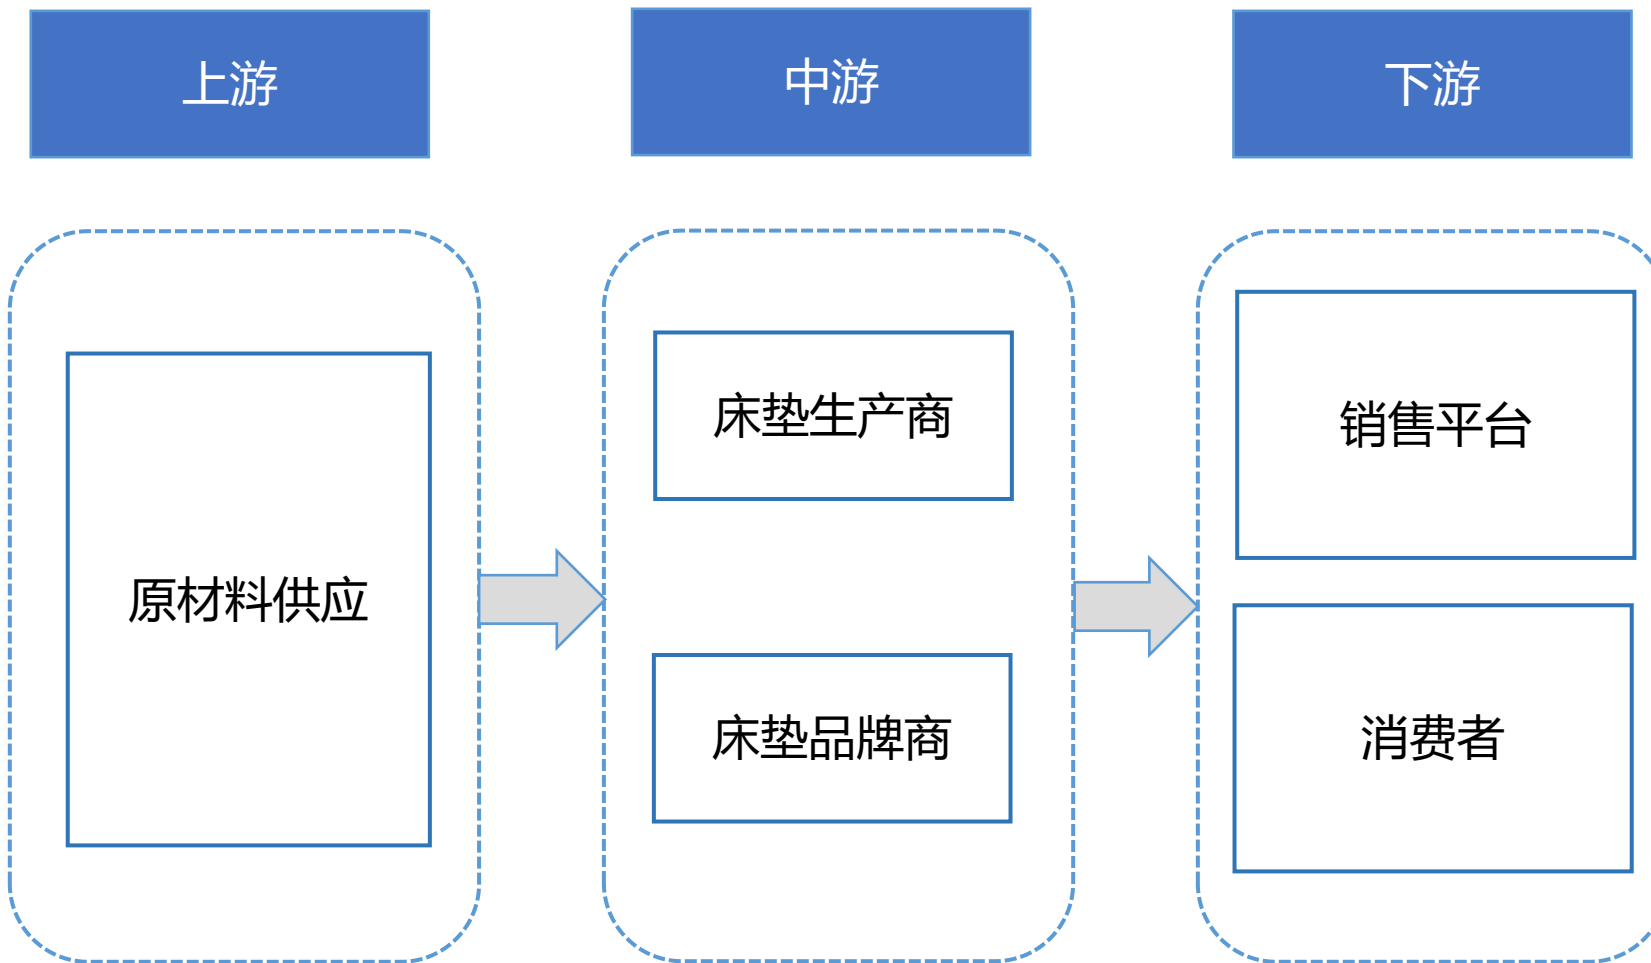 上游
中游
下游
原材料供应
床垫生产商
床垫品牌商
销售平台
消费者